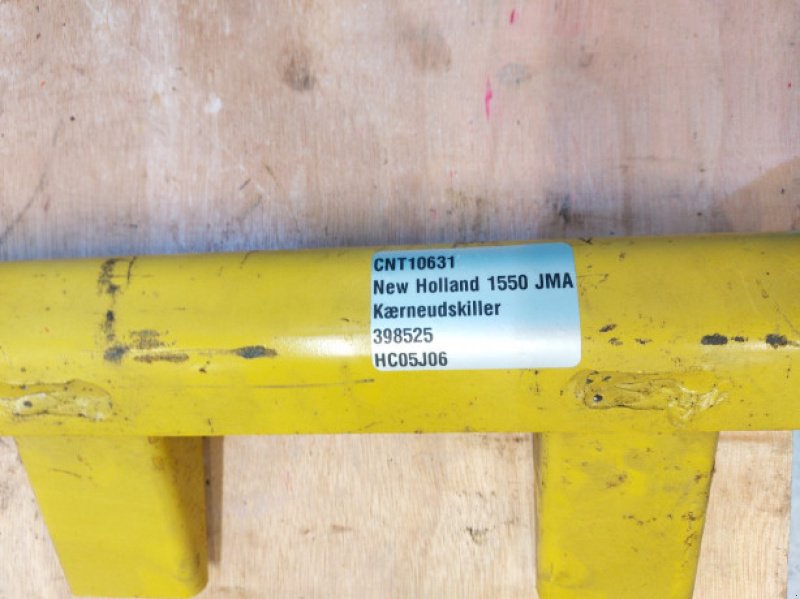 CNT10631
New Holland 1550 JMA
Kærneudskiller
398525
HC05J06